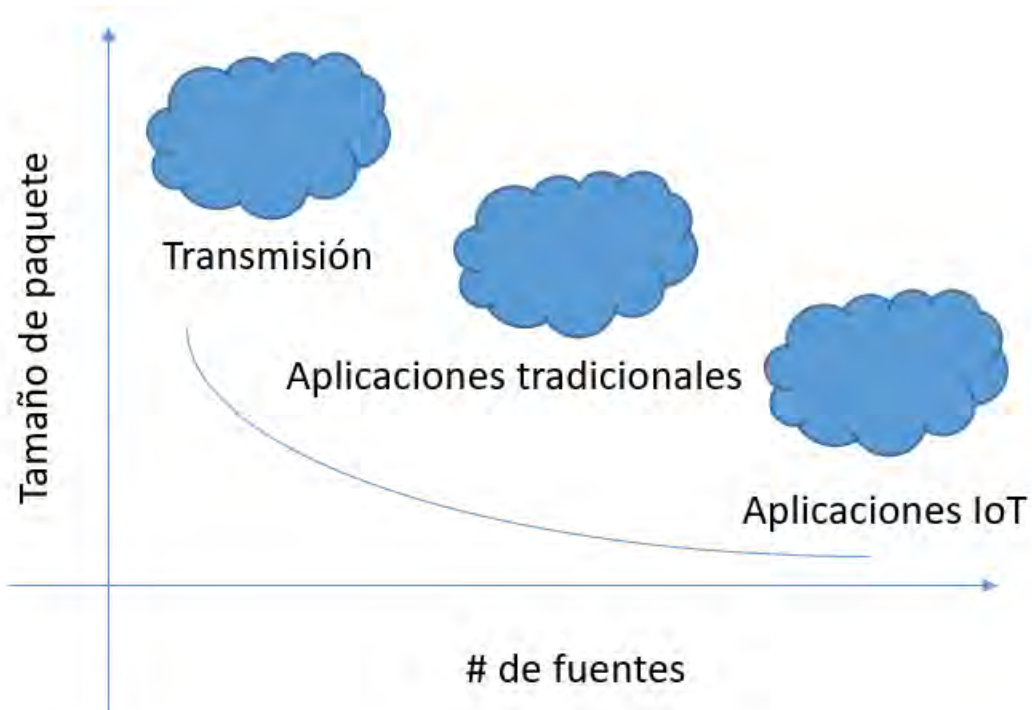 Tamaño de paquete
Transmisión
Aplicaciones tradicionales
Aplicaciones IoT
# de fuentes